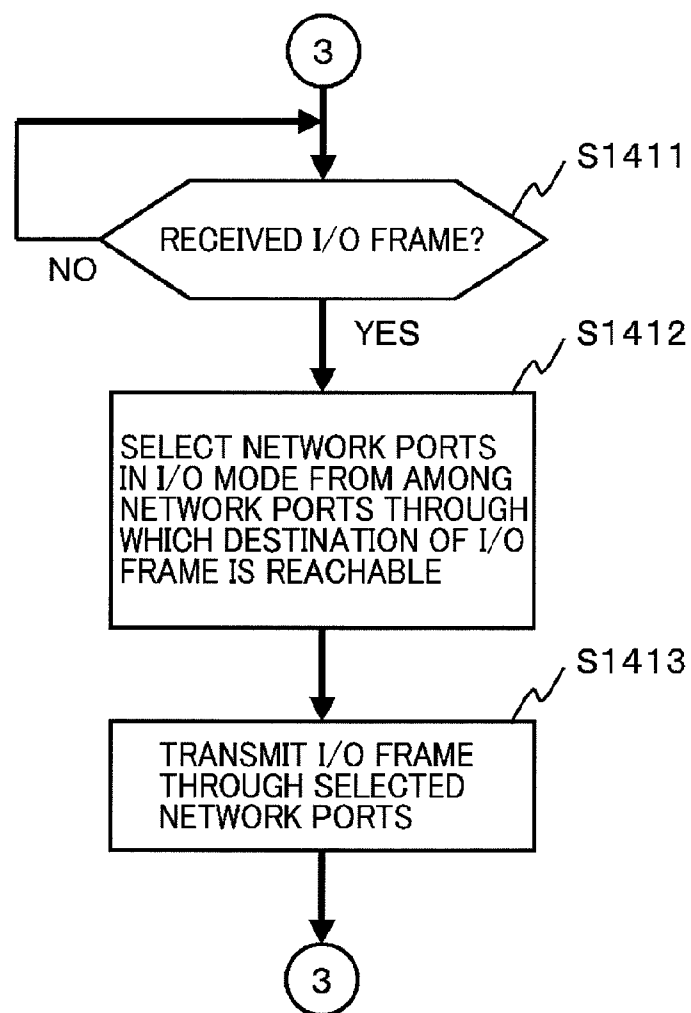 3
S1411
RECEIVED I/O FRAME?
NO
YES
S1412
SELECT NETWORK PORTS
IN I/O MODE FROM AMONG
NETWORK PORTS THROUGH
WHICH DESTINATION OF I/O
FRAME IS REACHABLE
S1413
TRANSMIT I/O FRAME
THROUGH SELECTED
NETWORK PORTS
3